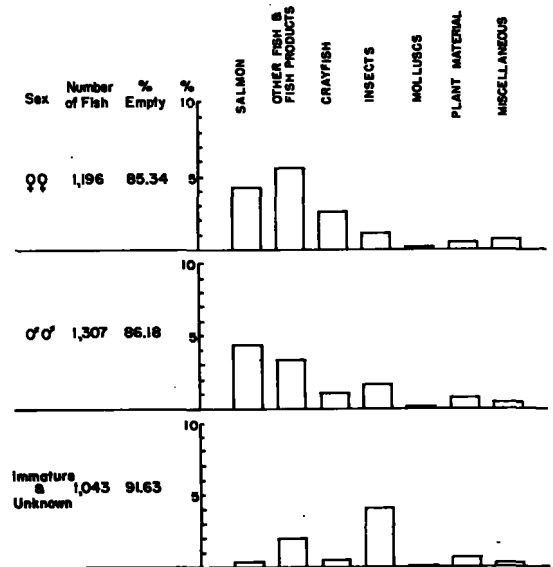 SALMON
OTHER FISH &
FISH PRODUCTS
CRAYFISH
INSECTS
MOLLUSCS
PLANT MATERIAL
MISCELLANEOUS
Sex Number of Fish % Empty %
10
♀♀ 1,196 85.34 5
10
♂♂ 1,307 86.18 5
10
Immature
& 1,043 91.63 5
Unknown